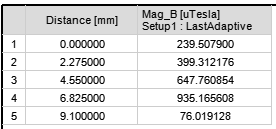 Distance [mm] Mag_B [uTesla]
Setup1 : LastAdaptive
1 0.000000 239.507900
2 2.275000 399.312176
3 4.550000 647.760854
4 6.825000 935.165608
5 9.100000 76.019128